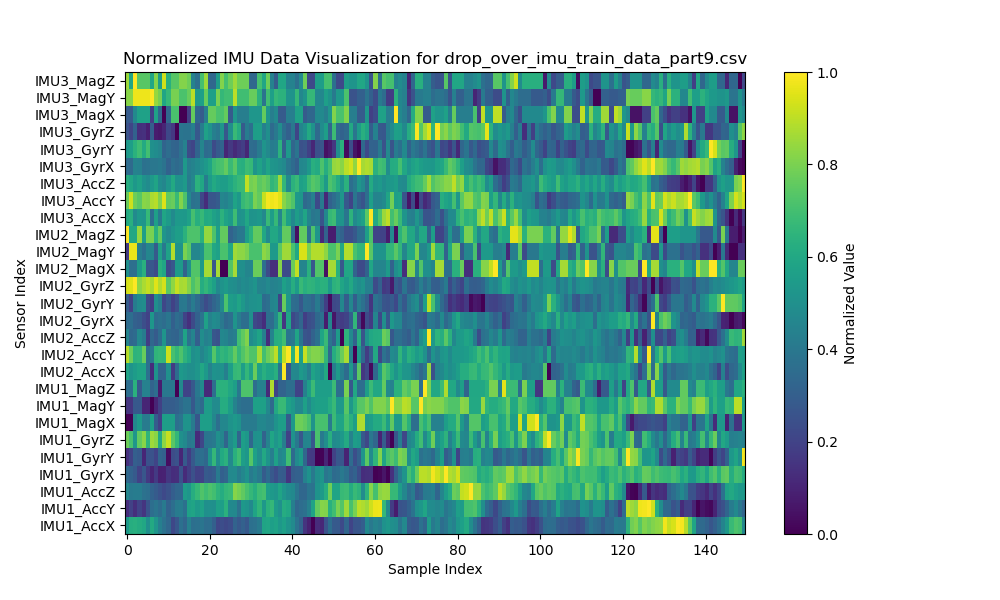 Normalized IMU Data Visualization for drop_over_imu_train_data_part9.csv
IMU3_MagZ
IMU3_MagY
IMU3_MagX
IMU3_GyrZ
IMU3_GyrY
IMU3_GyrX
IMU3_AccZ
IMU3_AccY
IMU3_AccX
IMU2_MagZ
IMU2_MagY
IMU2_MagX
IMU2_GyrZ
IMU2_GyrY
IMU2_GyrX
IMU2_AccZ
IMU2_AccY
IMU2_AccX
IMU1_MagZ
IMU1_MagY
IMU1_MagX
IMU1_GyrZ
IMU1_GyrY
IMU1_GyrX
IMU1_AccZ
IMU1_AccY
IMU1_AccX
Sensor Index
0 20 40 60 80 100 120 140
Sample Index
1.0
0.8
0.6
0.4
0.2
0.0
Normalized Value